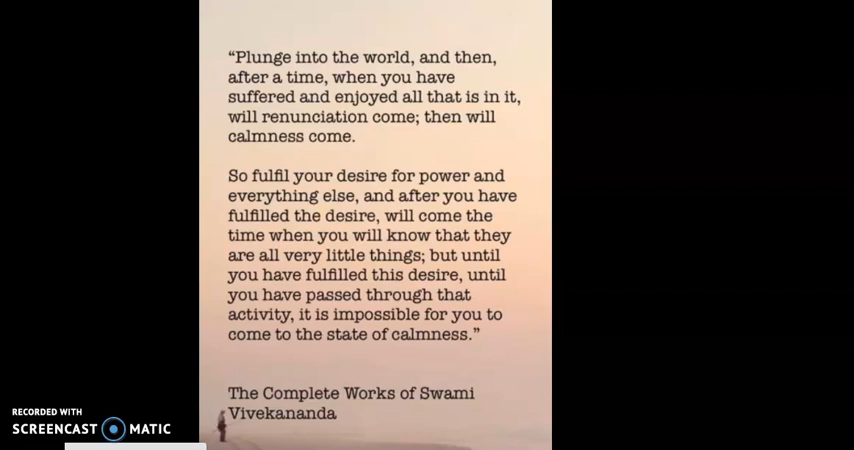 “Plunge into the world, and then,
after a time, when you have
suffered and enjoyed all that is in it,
will renunciation come; then will
calmness come.
So fulfil your desire for power and
everything else, and after you have
fulfilled the desire, will come the
time when you will know that they
are all very little things; but until
you have fulfilled this desire, until
you have passed through that
activity, it is impossible for you to
come to the state of calmness.”
The Complete Works of Swami
Vivekananda
RECORDED WITH
SCREENCAST MATIC